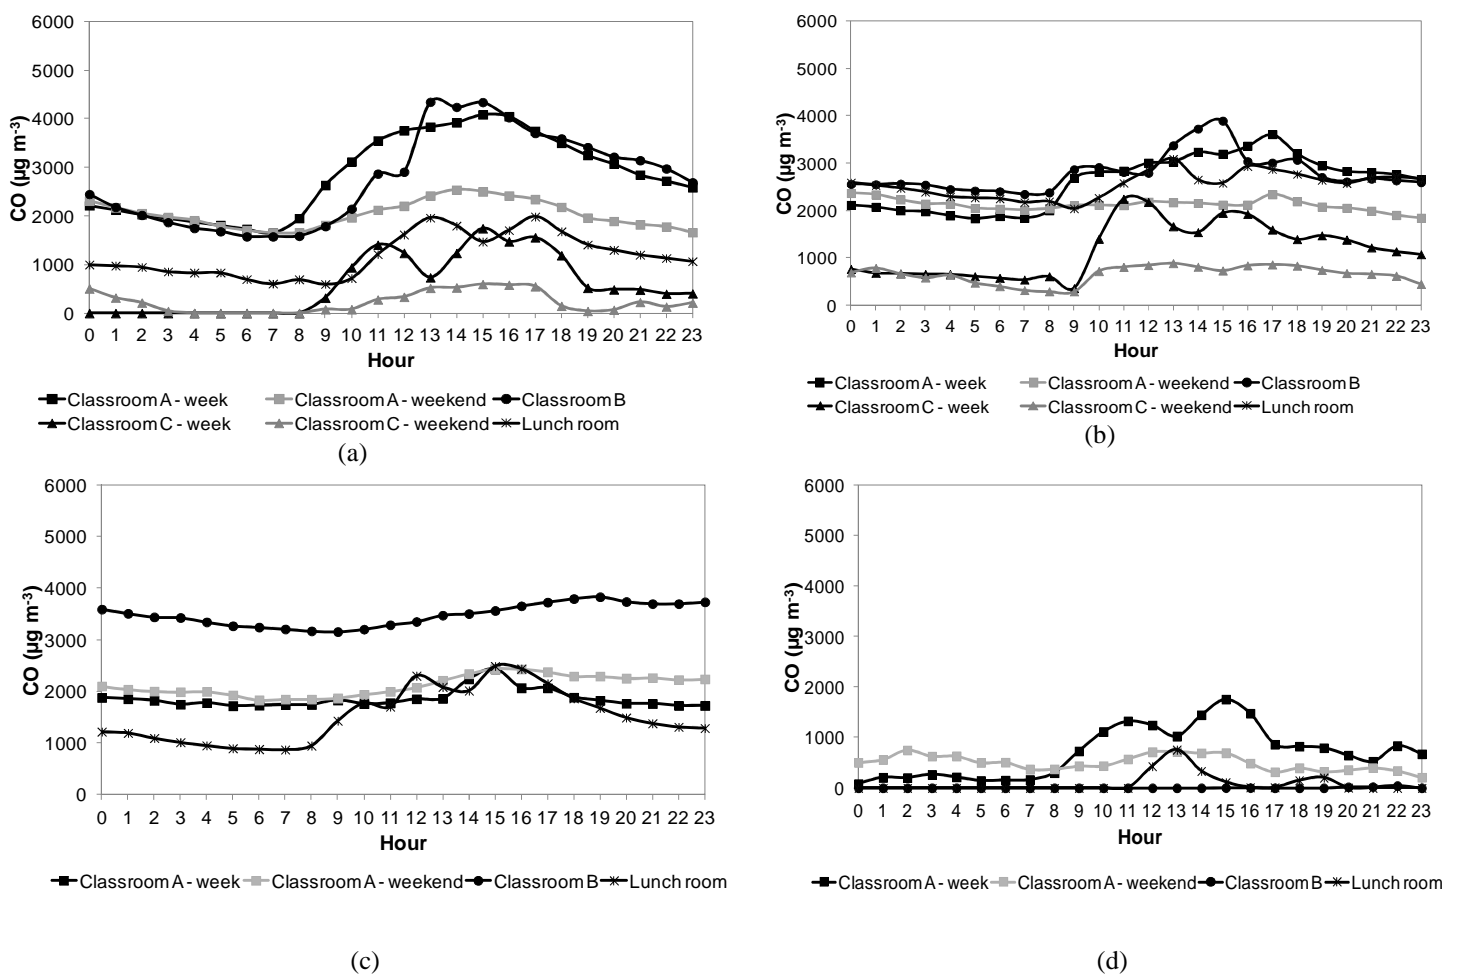 6000
5000
4000
3000
2000
1000
0
CO (µg m-3)
0 1 2 3 4 5 6 7 8 9 10 11 12 13 14 15 16 17 18 19 20 21 22 23
Hour
Classroom A - week Classroom A - weekend Classroom B
Classroom C - week Classroom C - weekend Lunch room
(a)
6000
5000
4000
3000
2000
1000
0
CO (µg m-3)
0 1 2 3 4 5 6 7 8 9 10 11 12 13 14 15 16 17 18 19 20 21 22 23
Hour
Classroom A - week Classroom A - weekend Classroom B
Classroom C - week Classroom C - weekend Lunch room
(b)
6000
5000
4000
3000
2000
1000
0
CO (µg m-3)
0 1 2 3 4 5 6 7 8 9 10 11 12 13 14 15 16 17 18 19 20 21 22 23
Hour
Classroom A - week Classroom A - weekend Classroom B Lunch room
(c)
6000
5000
4000
3000
2000
1000
0
CO (µg m-3)
0 1 2 3 4 5 6 7 8 9 10 11 12 13 14 15 16 17 18 19 20 21 22 23
Hour
Classroom A - week Classroom A - weekend Classroom B Lunch room
(d)